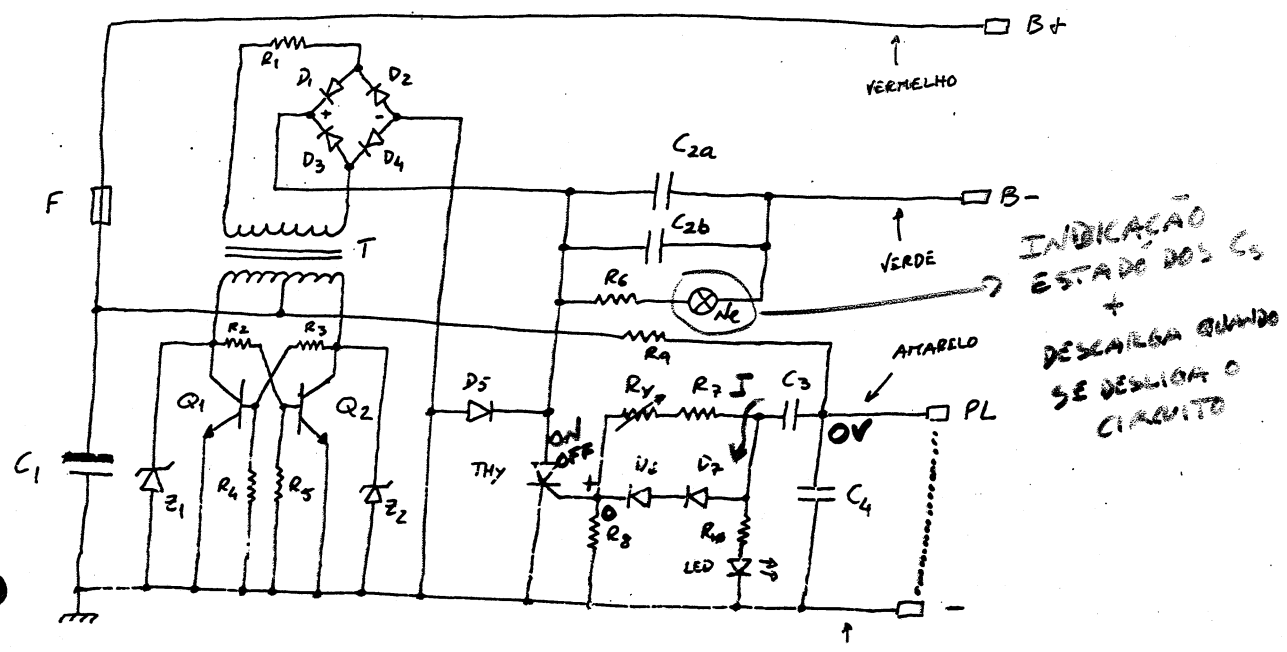 B+
VERMELHO
R1
D1
D2
+
-
D3
D4
C2a
F
T
B-
C2b
VERDE
INDICAÇÃO
ESTADO DOS Cs
+
DESCARGA QUANDO
SE DESLIGA O
CIRCUITO
R6
Ne
R2
R3
R9
AMARELO
D5
Ry
R7
I
C3
PL
OV
Q1
Q2
ON
OFF
C1
THy
+
D6
D7
Z1
R4
R5
Z2
O
R8
R10
C4
LED
-